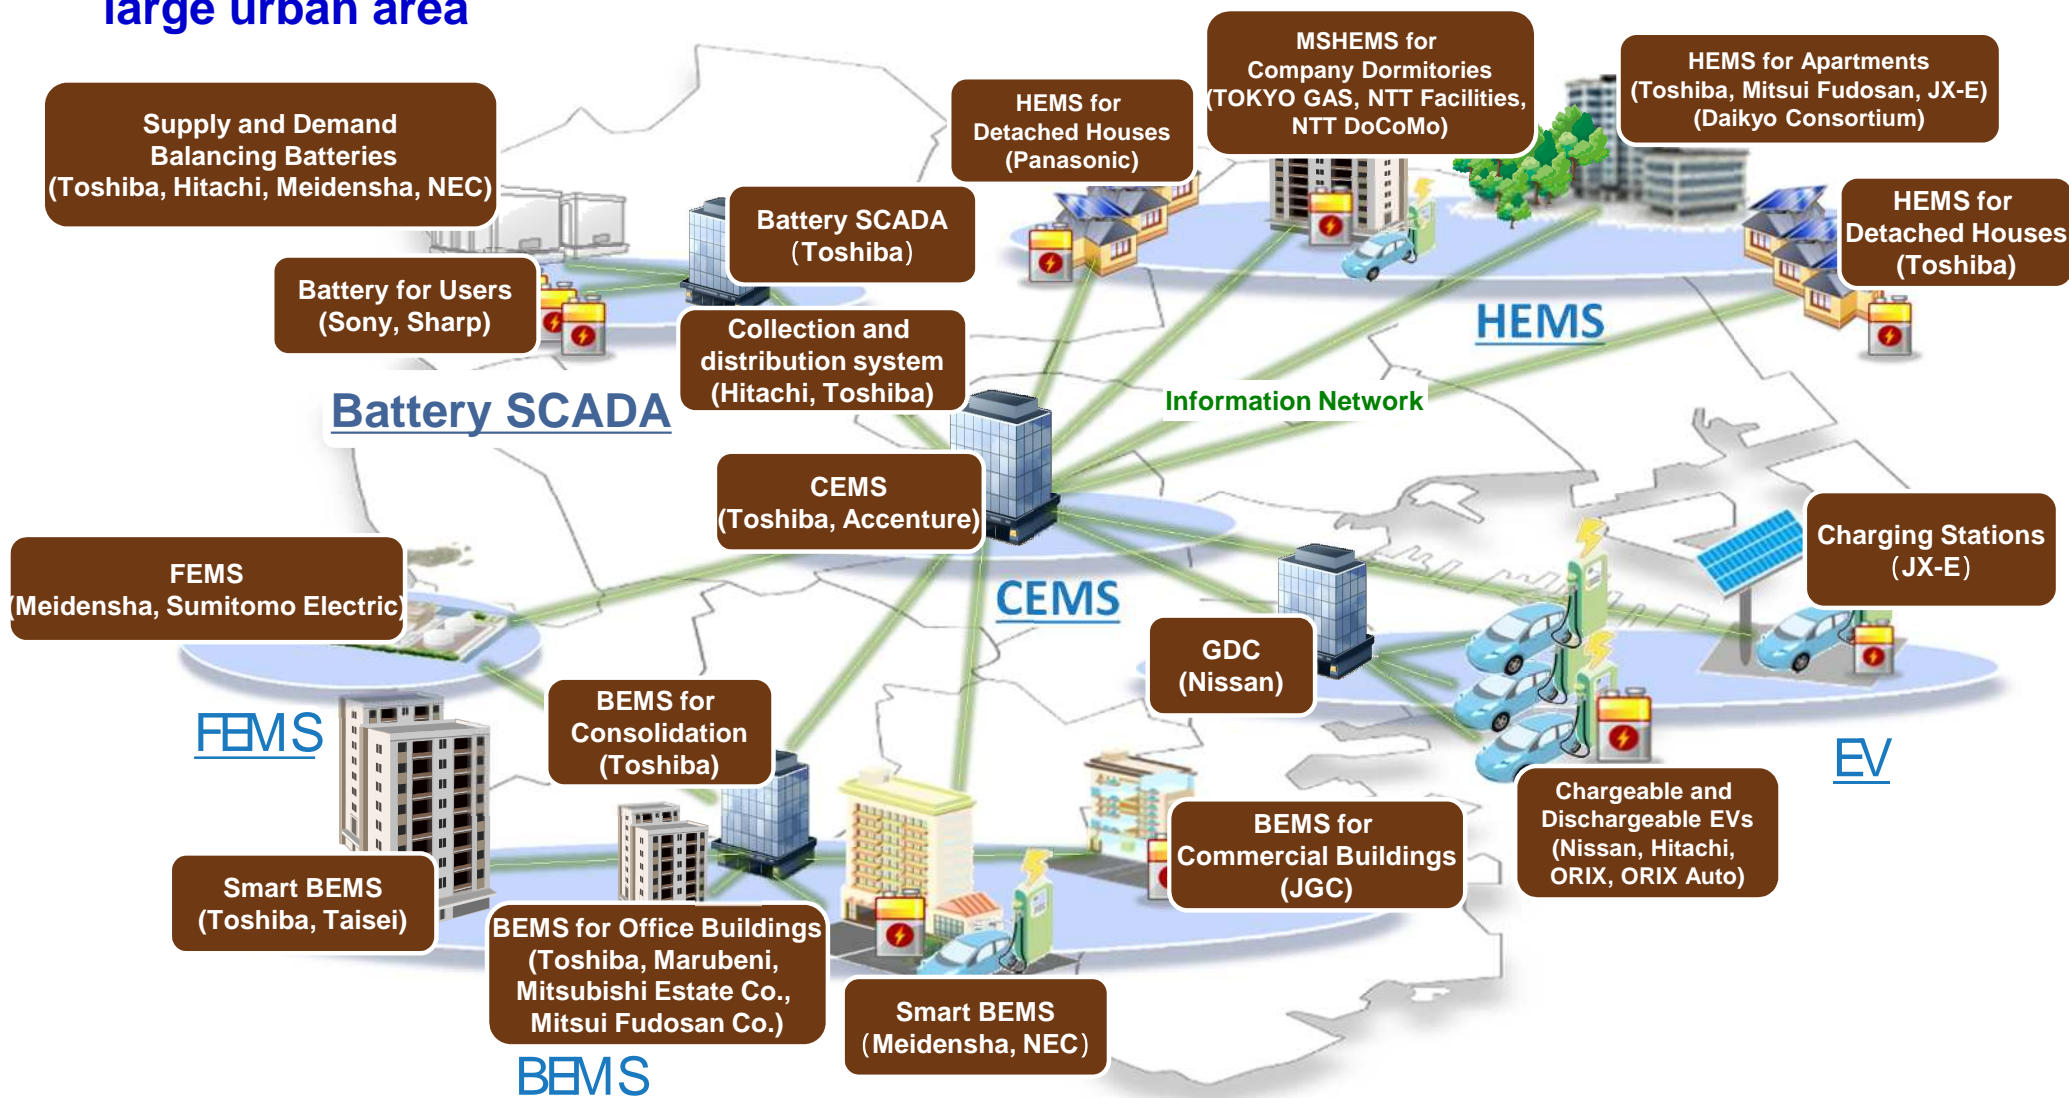 large urban area
Supply and Demand
Balancing Batteries
(Toshiba, Hitachi, Meidensha, NEC)
Battery for Users
(Sony, Sharp)
Battery SCADA
(Toshiba)
Collection and
distribution system
(Hitachi, Toshiba)
Battery SCADA
HEMS for
Detached Houses
(Panasonic)
MSHEMS for
Company Dormitories
(TOKYO GAS, NTT Facilities,
NTT DoCoMo)
HEMS for Apartments
(Toshiba, Mitsui Fudosan, JX-E)
(Daikyo Consortium)
HEMS for
Detached Houses
(Toshiba)
HEMS
Information Network
CEMS
(Toshiba, Accenture)
CEMS
FEMS
(Meidensha, Sumitomo Electric)
FEMS
Charging Stations
(JX-E)
GDC
(Nissan)
EV
Chargeable and
Dischargeable EVs
(Nissan, Hitachi,
ORIX, ORIX Auto)
BEMS for
Consolidation
(Toshiba)
Smart BEMS
(Toshiba, Taisei)
BEMS for Office Buildings
(Toshiba, Marubeni,
Mitsubishi Estate Co.,
Mitsui Fudosan Co.)
BEMS for
Commercial Buildings
(JGC)
Smart BEMS
(Meidensha, NEC)
BEMS